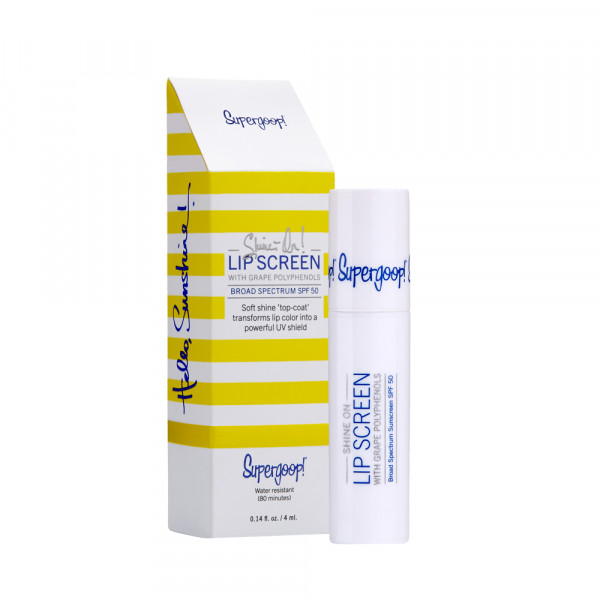 Supergoop!
Hello, Sunshine!
Shine On!
LIP SCREEN
WITH GRAPE POLYPHENOLS
BROAD SPECTRUM SPF 50
Soft shine 'top-coat'
transforms lip color into a
powerful UV shield
Supergoop!
Water resistant
(80 minutes)
0.14 fl. oz. / 4 ml.
Supergoop!
SHINE ON
LIP SCREEN
WITH GRAPE POLYPHENOLS
Broad Spectrum Sunscreen SPF 50